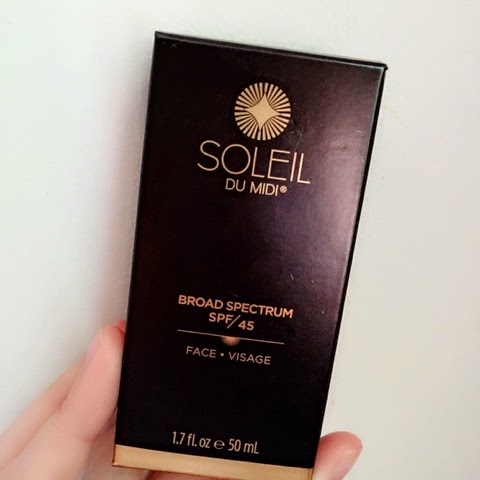 SOLEIL
DU MIDI®
BROAD SPECTRUM
SPF/45
FACE • VISAGE
1.7 fl. oz ℮ 50 mL